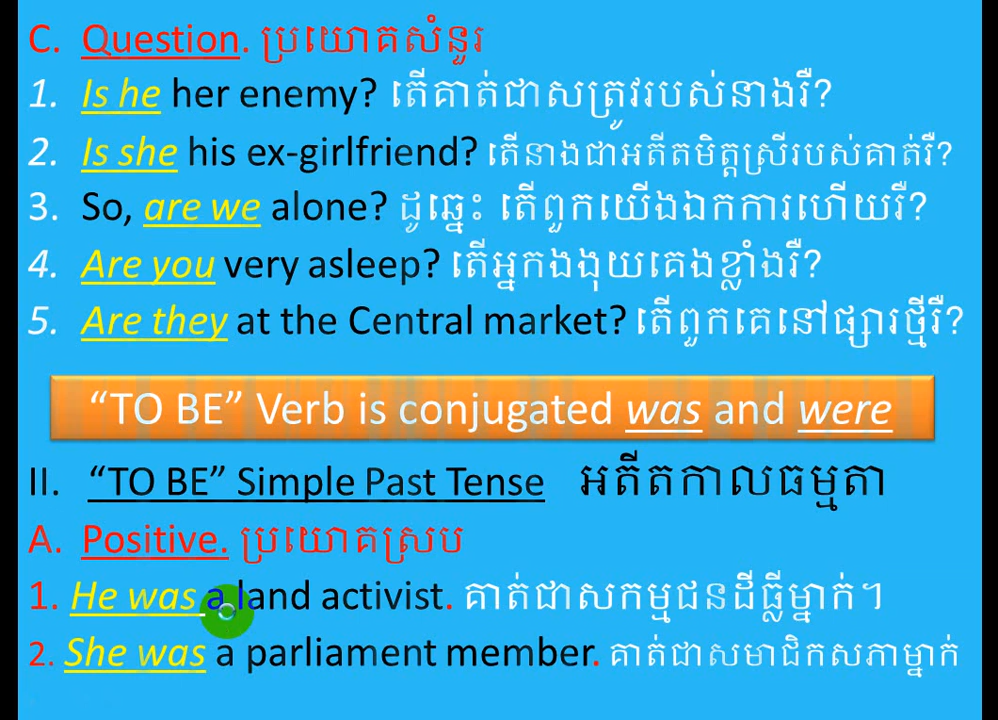 C. Question. ប្រយោគសំនួរ
1. Is he her enemy? តើគាត់ជាសត្រូវរបស់នាងរឺ?
2. Is she his ex-girlfriend? តើនាងជាអតីតមិត្តស្រីរបស់គាត់រឺ?
3. So, are we alone? ដូច្នេះ តើពួកយើងឯកការហើយរឺ?
4. Are you very asleep? តើអ្នកងងុយគេងខ្លាំងរឺ?
5. Are they at the Central market? តើពួកគេនៅផ្សារថ្មីរឺ?
“TO BE” Verb is conjugated was and were
II. “TO BE” Simple Past Tense អតីតកាលធម្មតា
A. Positive. ប្រយោគស្រប
1. He was a land activist. គាត់ជាសកម្មជនដីធ្លីម្នាក់។
2. She was a parliament member. គាត់ជាសមាជិកសភាម្នាក់